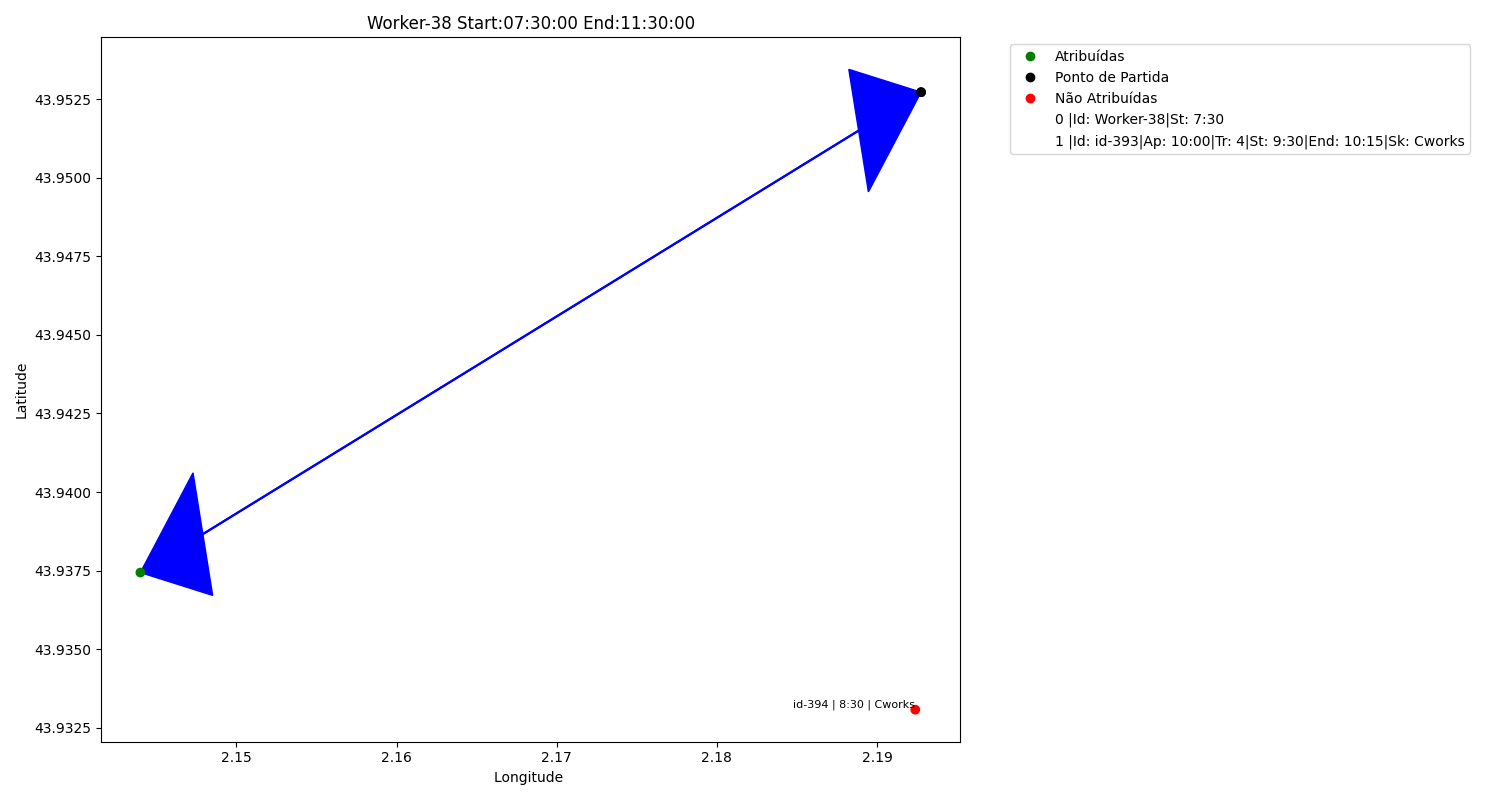 Worker-38 Start:07:30:00 End:11:30:00
Atribuídas
Ponto de Partida
Não Atribuídas
0 |Id: Worker-38|St: 7:30
1 |Id: id-393|Ap: 10:00|Tr: 4|St: 9:30|End: 10:15|Sk: Cworks
43.9525
43.9500
43.9475
43.9450
43.9425
43.9400
43.9375
43.9350
43.9325
Latitude
id-394 | 8:30 | Cworks
2.15
2.16
2.17
2.18
2.19
Longitude